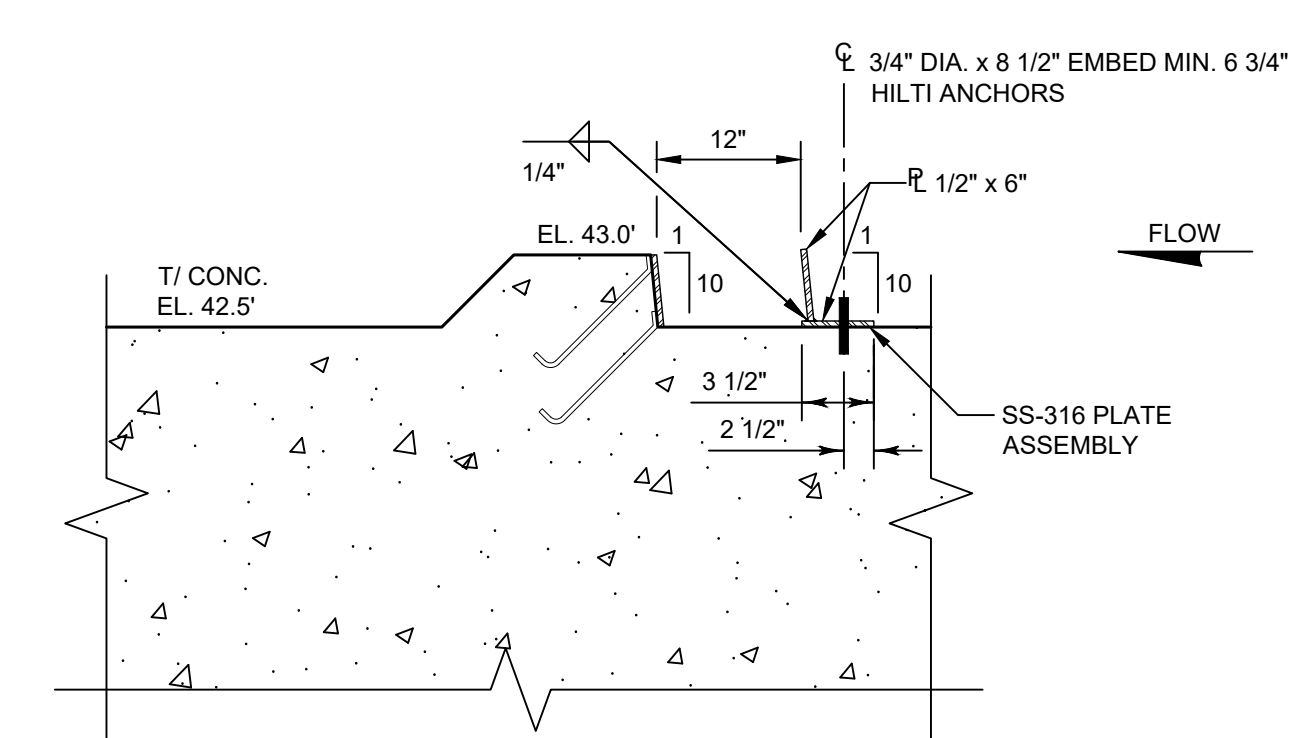 ℄ 3/4" DIA. x 8 1/2" EMBED MIN. 6 3/4"
HILTI ANCHORS
12"
1/4"
℄ 1/2" x 6"
EL. 43.0'
1
10
1
10
FLOW
T/ CONC.
EL. 42.5'
3 1/2"
2 1/2"
SS-316 PLATE
ASSEMBLY